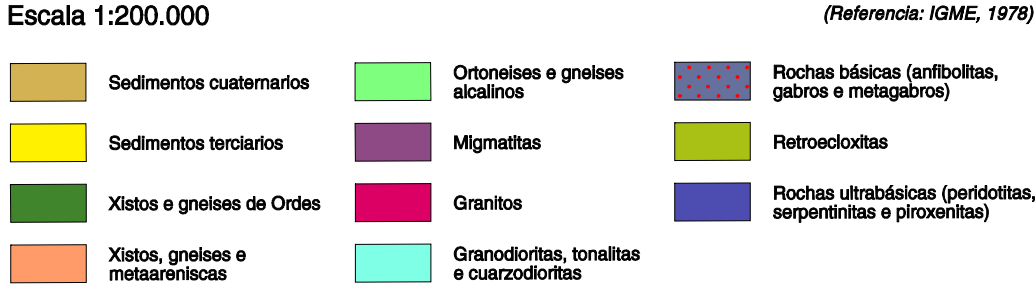 Escala 1:200.000
(Referencia: IGME, 1978)
Sedimentos cuaternarios
Sedimentos terciarios
Xistos e gneises de Ordes
Xistos, gneises e
metaareniscas
Ortoneises e gneises
alcalinos
Migmatitas
Granitos
Granodioritas, tonalitas
e cuarzodioritas
Rochas básicas (anfibolitas,
gabros e metagabros)
Retroecloxitas
Rochas ultrabásicas (peridotitas,
serpentinitas e piroxenitas)